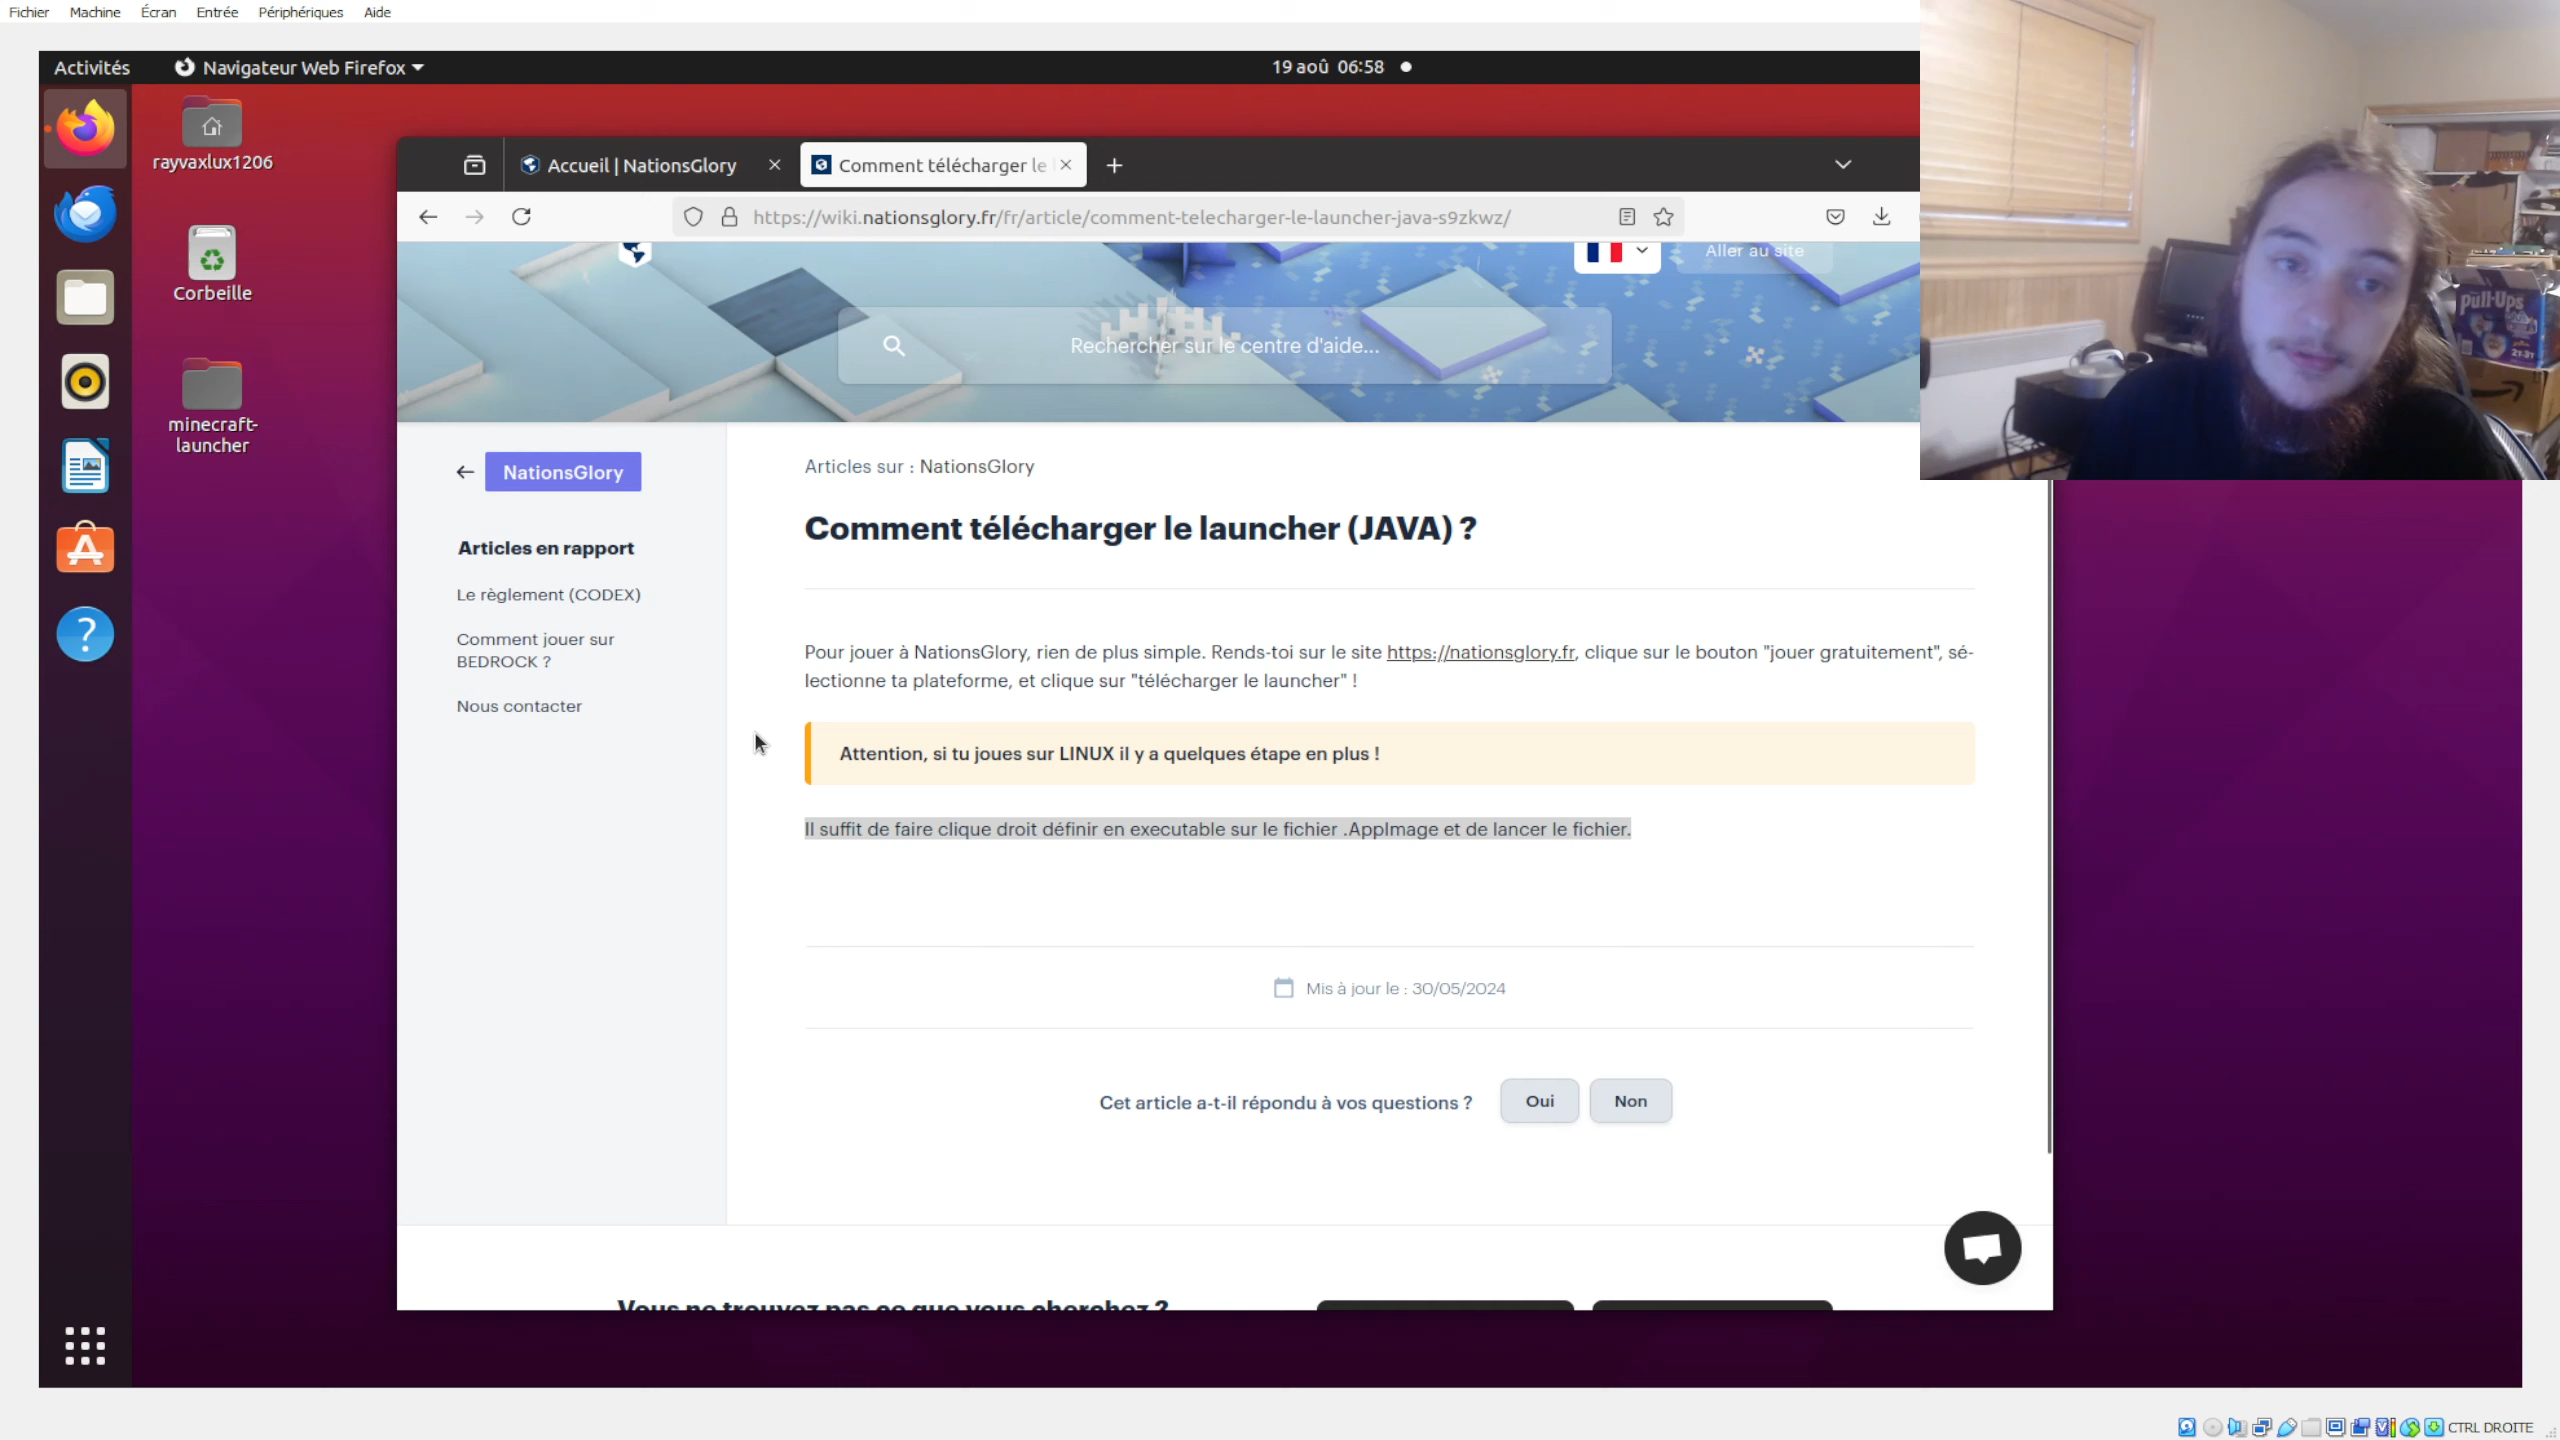 Fichier Machine Écran Entrée Périphériques Aide
Activités Navigateur Web Firefox 19 aoû 06:58
rayvaxlux1206
Corbeille
minecraft-
launcher
Accueil | NationsGlory
Comment télécharger le
https://wiki.nationsglory.fr/fr/article/comment-telecharger-le-launcher-java-s9zkwz/
Aller au site
Rechercher sur le centre d'aide...
NationsGlory
Articles en rapport
Le règlement (CODEX)
Comment jouer sur
BEDROCK ?
Nous contacter
Articles sur : NationsGlory
Comment télécharger le launcher (JAVA) ?
Pour jouer à NationsGlory, rien de plus simple. Rends-toi sur le site https://nationsglory.fr, clique sur le bouton "jouer gratuitement", sé-
lectionne ta plateforme, et clique sur "télécharger le launcher" !
Attention, si tu joues sur LINUX il y a quelques étape en plus !
Il suffit de faire clique droit définir en executable sur le fichier .AppImage et de lancer le fichier.
Mis à jour le : 30/05/2024
Cet article a-t-il répondu à vos questions ? Oui Non
Vous ne trouvez pas ce que vous cherchez ?
Pull-Ups
CTRL DROITE